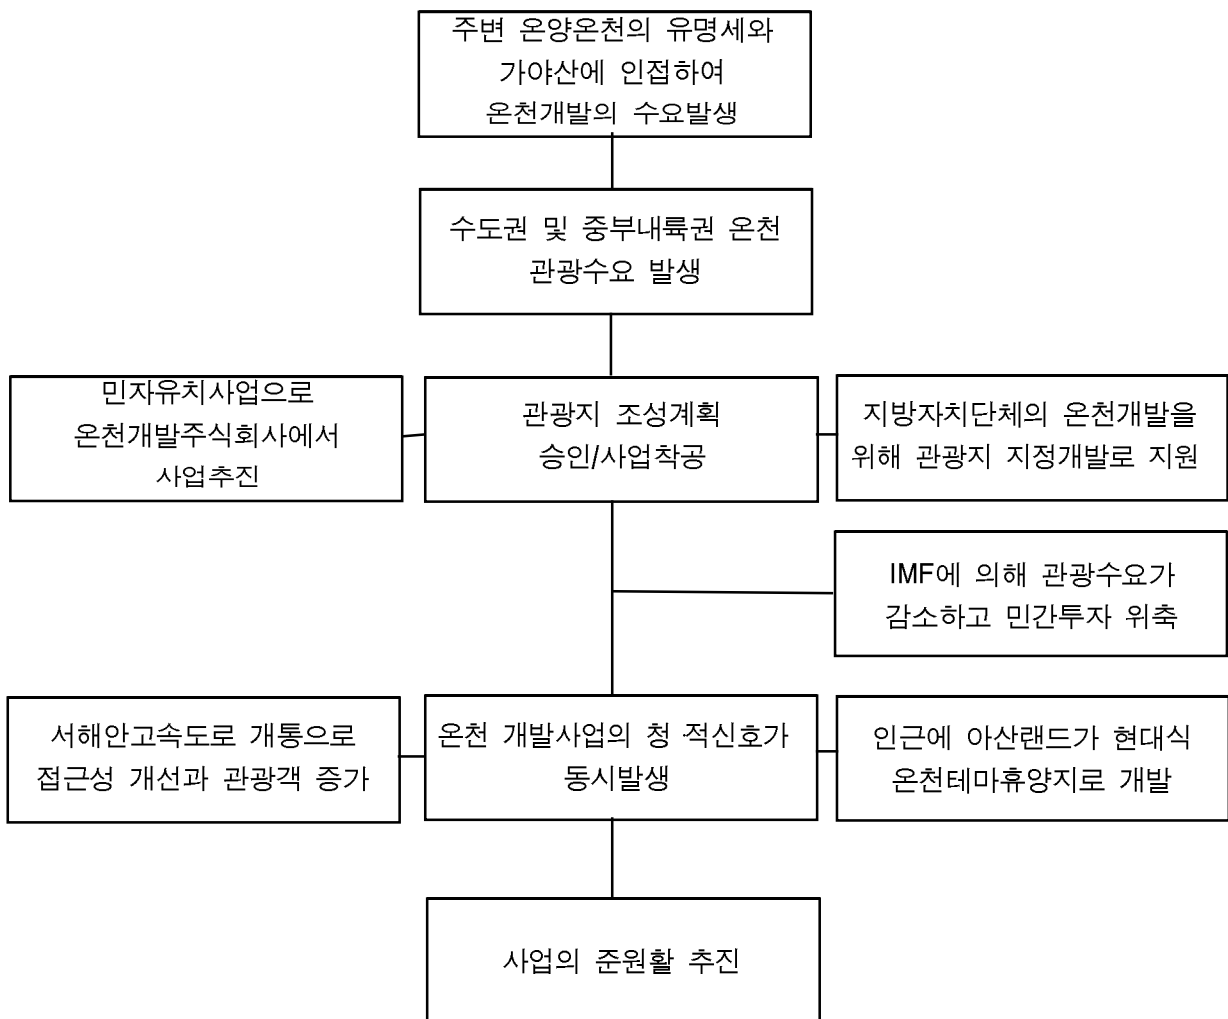 주변 온양온천의 유명세와
가야산에 인접하여
온천개발의 수요발생
수도권 및 중부내륙권 온천
관광수요 발생
민자유치사업으로
온천개발주식회사에서
사업추진
관광지 조성계획
승인/사업착공
지방자치단체의 온천개발을
위해 관광지 지정개발로 지원
IMF에 의해 관광수요가
감소하고 민간투자 위축
서해안고속도로 개통으로
접근성 개선과 관광객 증가
온천 개발사업의 청·적신호가
동시발생
인근에 아산랜드가 현대식
온천테마휴양지로 개발
사업의 준원활 추진